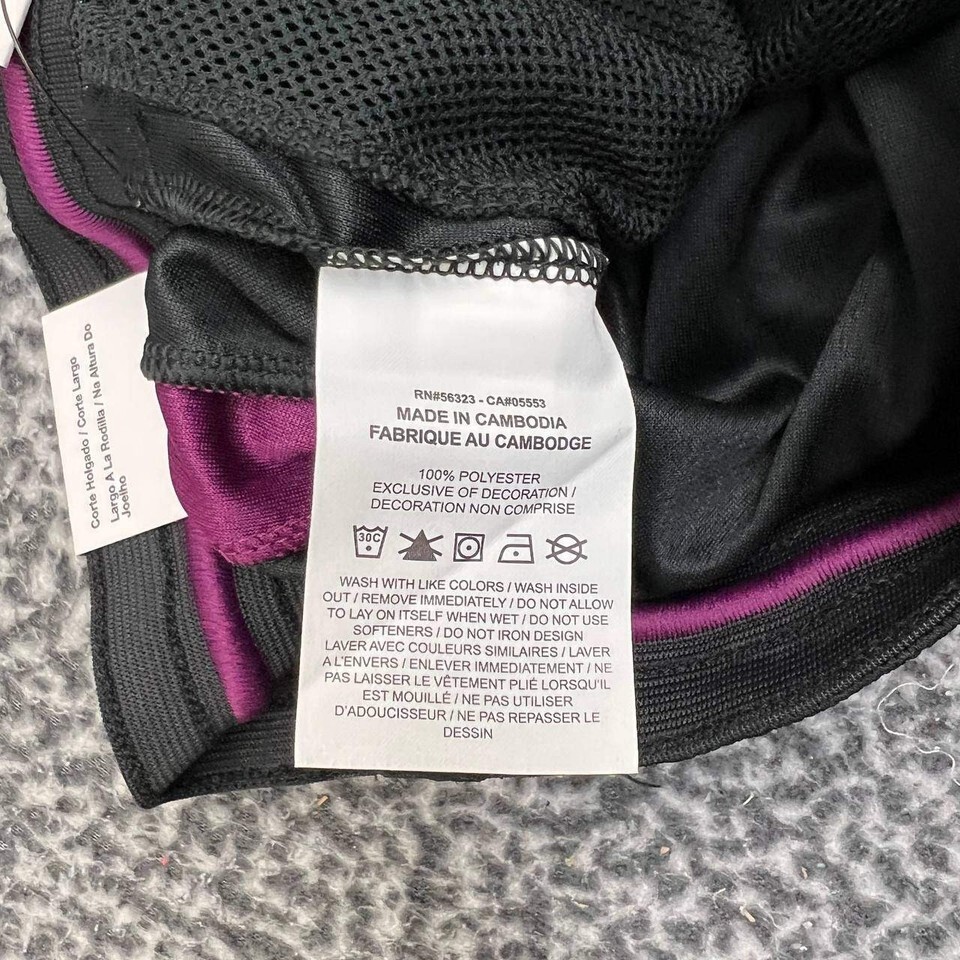 Corte Holgado / Corte Largo
Largo A La Rodilla / Na Altura Do
Joelho
RN#56323 - CA#05553
MADE IN CAMBODIA
FABRIQUE AU CAMBODGE
100% POLYESTER
EXCLUSIVE OF DECORATION /
DECORATION NON COMPRISE
30C
WASH WITH LIKE COLORS / WASH INSIDE
OUT / REMOVE IMMEDIATELY / DO NOT ALLOW
TO LAY ON ITSELF WHEN WET / DO NOT USE
SOFTENERS / DO NOT IRON DESIGN
LAVER AVEC COULEURS SIMILAIRES / LAVER
A L'ENVERS / ENLEVER IMMEDIATEMENT / NE
PAS LAISSER LE VÊTEMENT PLIÉ LORSQU'IL
EST MOUILLÉ / NE PAS UTILISER
D'ADOUCISSEUR / NE PAS REPASSER LE
DESSIN